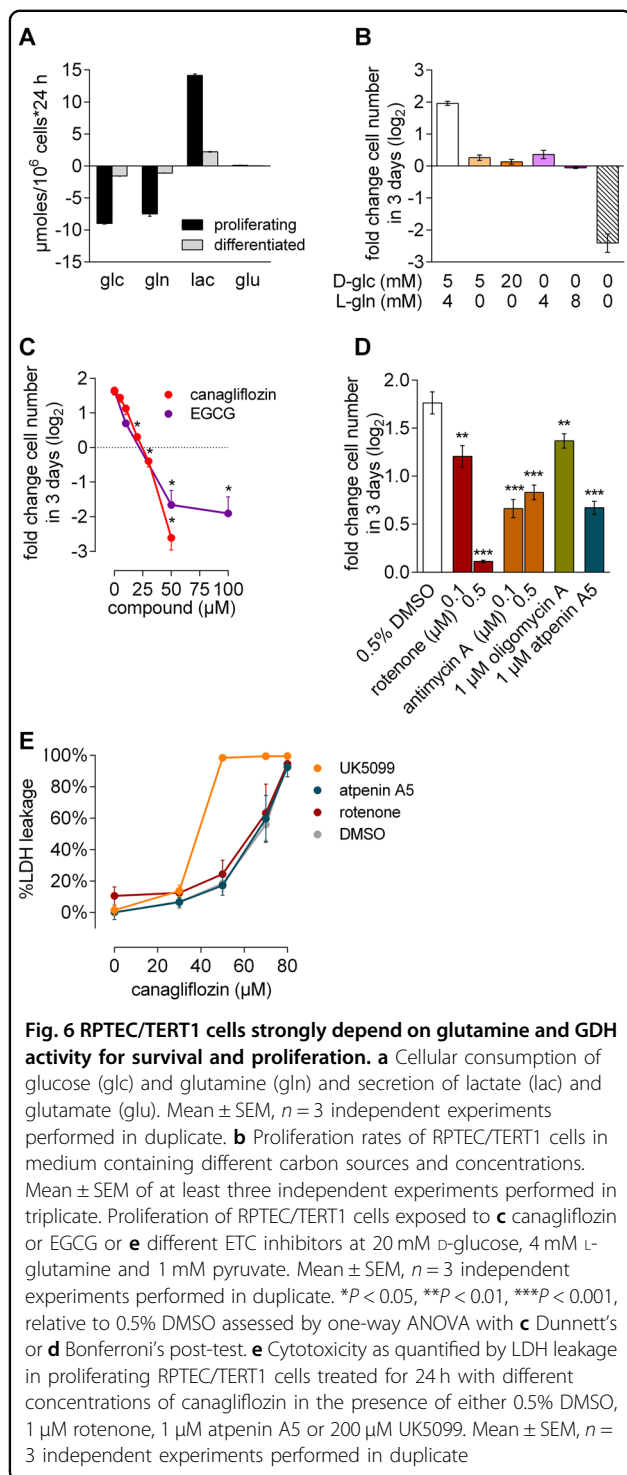 A
µmoles/10⁶ cells*24 h
15
10
5
0
-5
-10
-15
proliferating
differentiated
glc gln lac glu
B
fold change cell number
in 3 days (log₂)
3
2
1
0
-1
-2
-3
D-glc (mM) 5 5 20 0 0 0
L-gln (mM) 4 0 0 4 8 0
C
fold change cell number
in 3 days (log₂)
2
1
0
-1
-2
-3
canagliflozin
EGCG
* * * * *
0 25 50 75 100
compound (µM)
D
fold change cell number
in 3 days (log₂)
2.0
1.5
1.0
0.5
0.0
** *** *** *** ** ***
0.5% DMSO
rotenone (µM) 0.1 0.5
antimycin A (µM) 0.1 0.5
1 µM oligomycin A
1 µM atpenin A5
E
%LDH leakage
100%
80%
60%
40%
20%
0%
UK5099
atpenin A5
rotenone
DMSO
0 20 40 60 80
canagliflozin (µM)
Fig. 6 RPTEC/TERT1 cells strongly depend on glutamine and GDH
activity for survival and proliferation. a Cellular consumption of
glucose (glc) and glutamine (gln) and secretion of lactate (lac) and
glutamate (glu). Mean ± SEM, n = 3 independent experiments
performed in duplicate. b Proliferation rates of RPTEC/TERT1 cells in
medium containing different carbon sources and concentrations.
Mean ± SEM of at least three independent experiments performed in
triplicate. Proliferation of RPTEC/TERT1 cells exposed to c canagliflozin
or EGCG or e different ETC inhibitors at 20 mM D-glucose, 4 mM L-
glutamine and 1 mM pyruvate. Mean ± SEM, n = 3 independent
experiments performed in duplicate. *P < 0.05, **P < 0.01, ***P < 0.001,
relative to 0.5% DMSO assessed by one-way ANOVA with c Dunnett's
or d Bonferroni's post-test. e Cytotoxicity as quantified by LDH leakage
in proliferating RPTEC/TERT1 cells treated for 24 h with different
concentrations of canagliflozin in the presence of either 0.5% DMSO,
1 µM rotenone, 1 µM atpenin A5 or 200 µM UK5099. Mean ± SEM, n =
3 independent experiments performed in duplicate